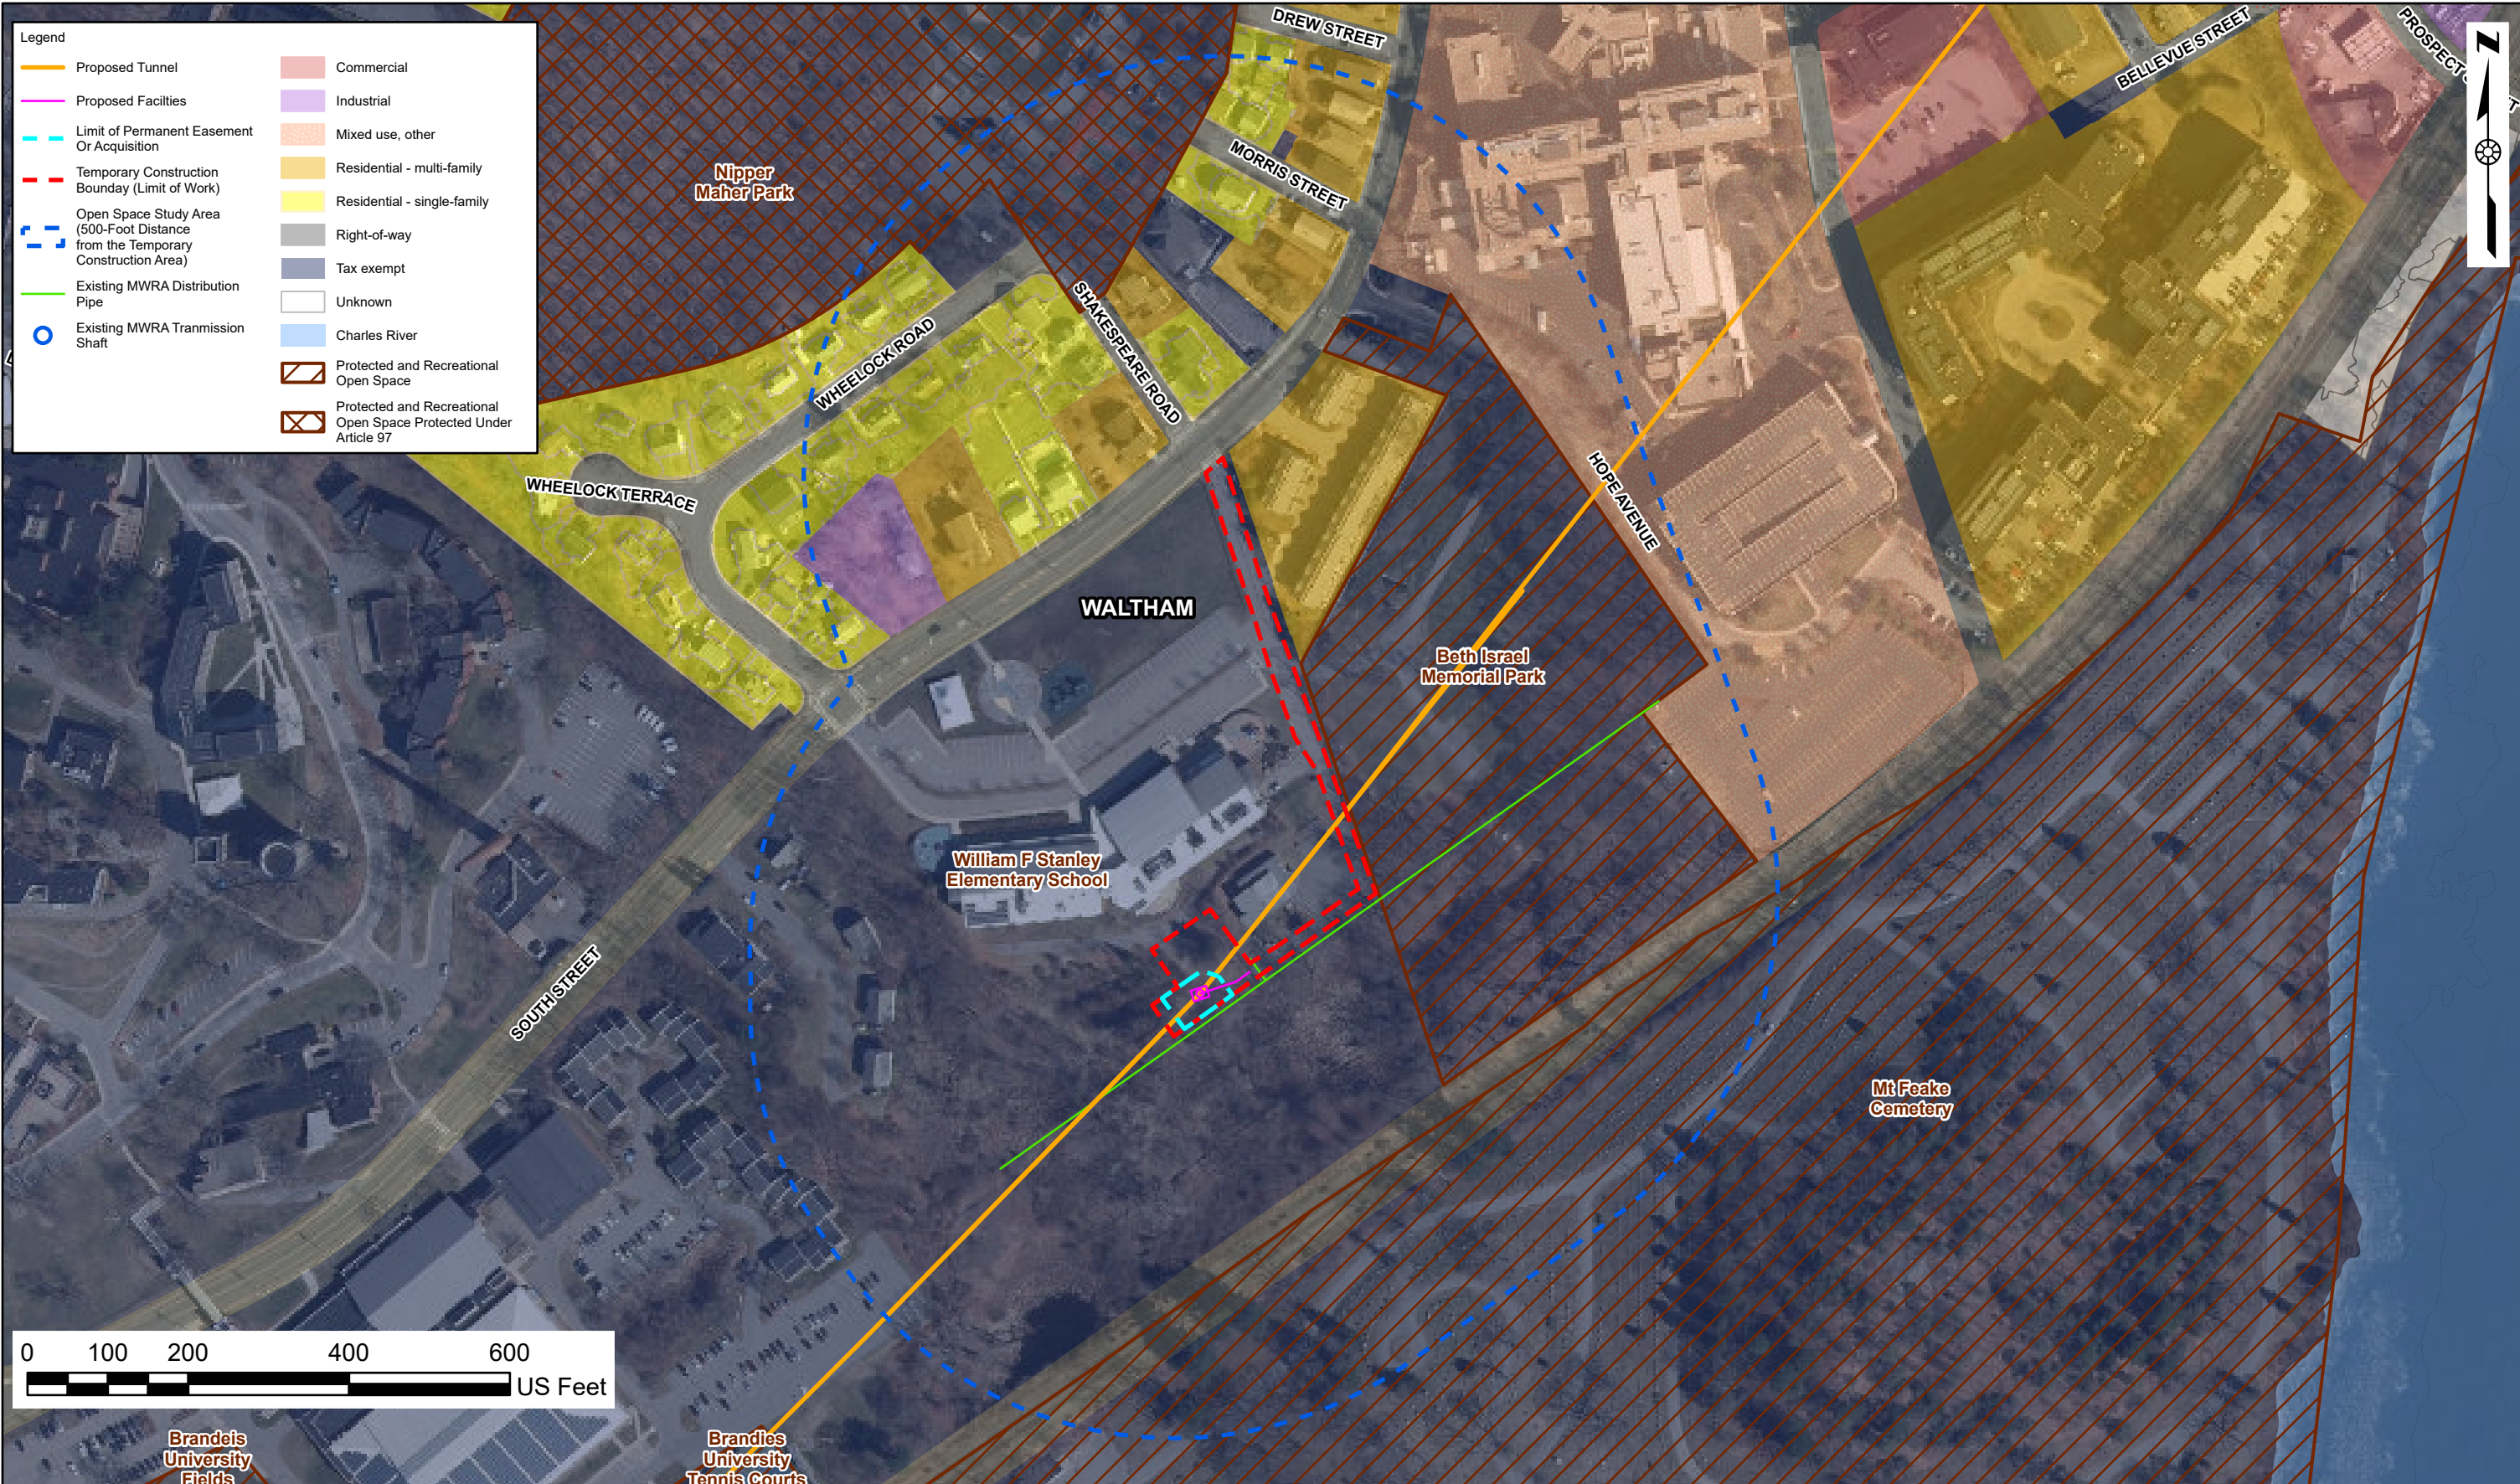 Legend
Proposed Tunnel
Proposed Facilties
Limit of Permanent Easement
Or Acquisition
Temporary Construction
Bounday (Limit of Work)
Open Space Study Area
(500-Foot Distance
from the Temporary
Construction Area)
Existing MWRA Distribution
Pipe
Existing MWRA Tranmission
Shaft
Commercial
Industrial
Mixed use, other
Residential - multi-family
Residential - single-family
Right-of-way
Tax exempt
Unknown
Charles River
Protected and Recreational
Open Space
Protected and Recreational
Open Space Protected Under
Article 97
DREW STREET
BELLEVUE STREET
PROSPECT
N
Nipper
Maher Park
MORRIS STREET
SHAKESPEARE ROAD
WHEELOCK ROAD
WHEELOCK TERRACE
HOPE AVENUE
WALTHAM
Beth Israel
Memorial Park
William F Stanley
Elementary School
SOUTH STREET
Mt Feake
Cemetery
0 100 200 400 600
US Feet
Brandeis
University
Fields
Brandies
University
Tennis Courts